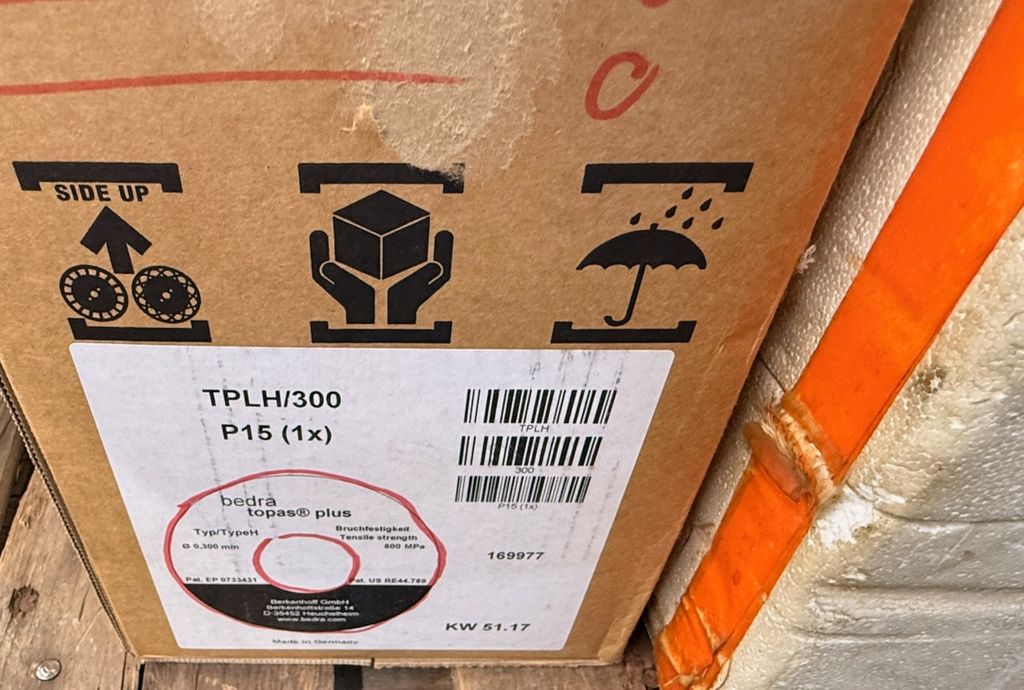 O
SIDE UP
TPLH/300
P15 (1x)
TPLH
300
P15 (1x)
bedra
topas® plus
Typ/TypeH
Ø 0,300 mm
Bruchfestigkeit
Tensile strength
800 MPa
Pat. EP 0733431
Pat. US RE44.789
Berkenhoff GmbH
Berkenhoffstraße 14
D-35452 Heuchelheim
www.bedra.com
Made in Germany
169977
KW 51.17